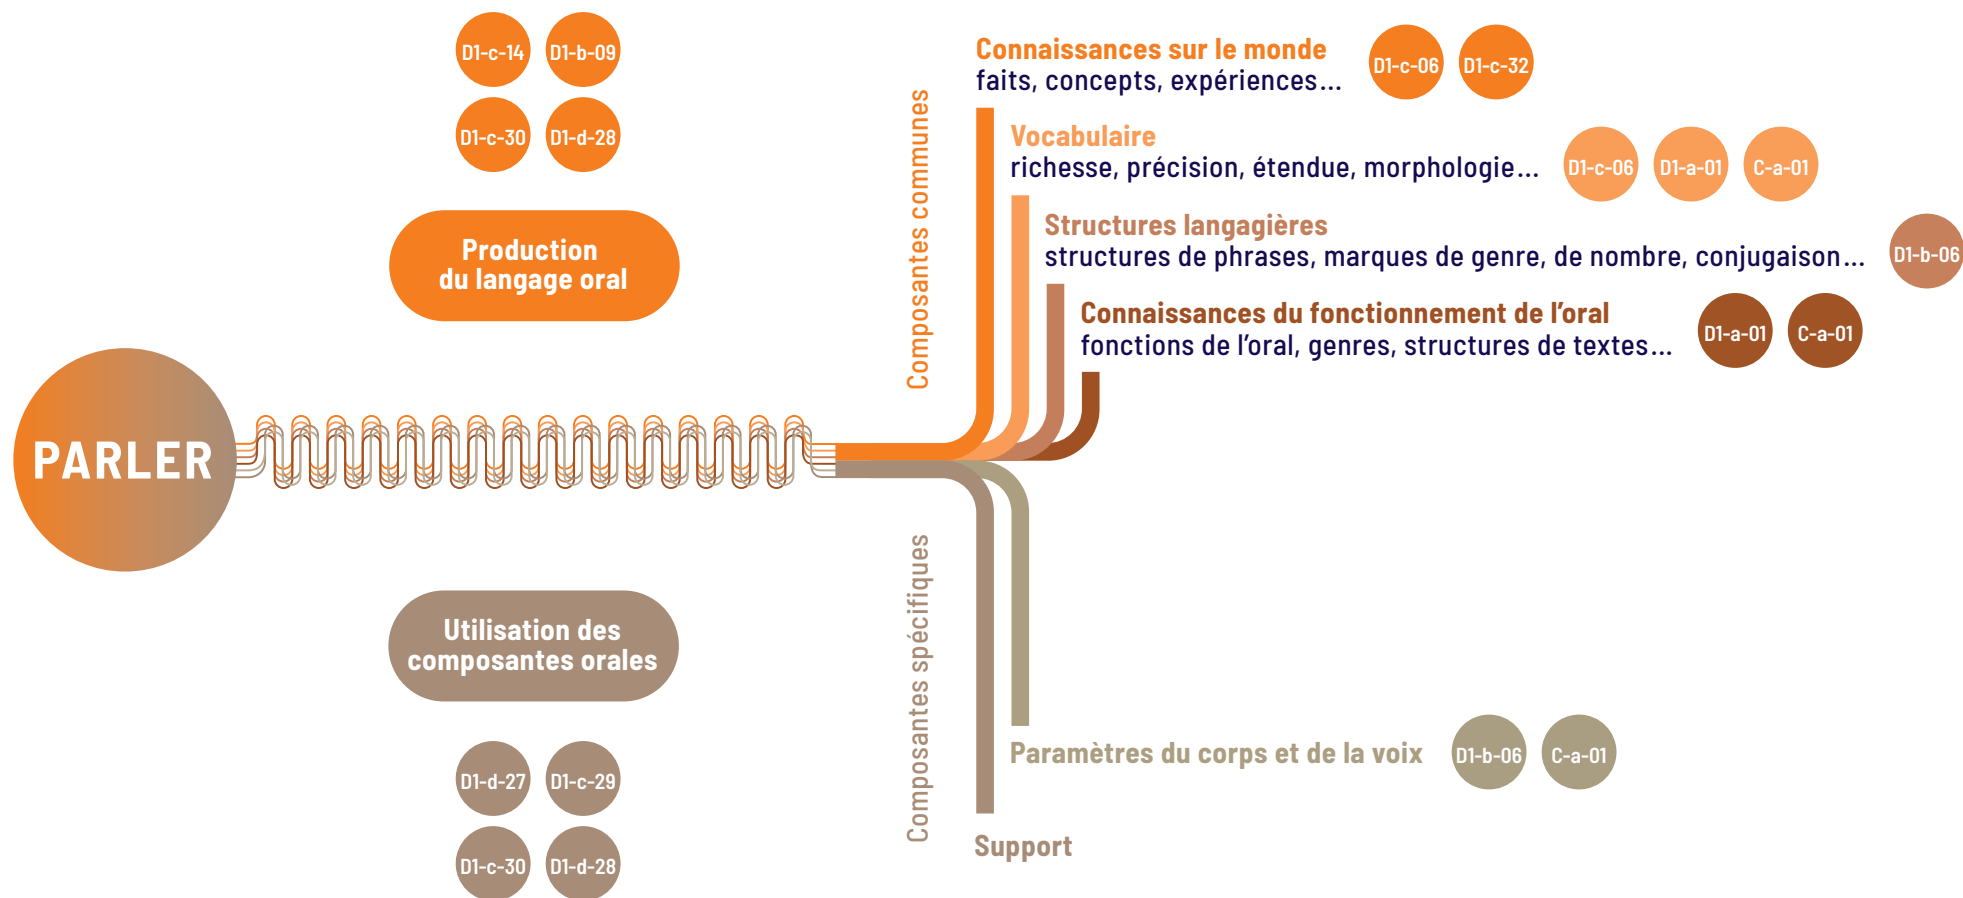 D1-c-14 D1-b-09
D1-c-30 D1-d-28
Production
du langage oral
PARLER
Utilisation des
composantes orales
D1-d-27 D1-c-29
D1-c-30 D1-d-28
Composantes communes
Connaissances sur le monde
faits, concepts, expériences...
D1-c-06 D1-c-32
Vocabulaire
richesse, précision, étendue, morphologie...
D1-c-06 D1-a-01 C-a-01
Structures langagières
structures de phrases, marques de genre, de nombre, conjugaison...
D1-b-06
Connaissances du fonctionnement de l’oral
fonctions de l’oral, genres, structures de textes...
D1-a-01 C-a-01
Composantes spécifiques
Paramètres du corps et de la voix
D1-b-06 C-a-01
Support